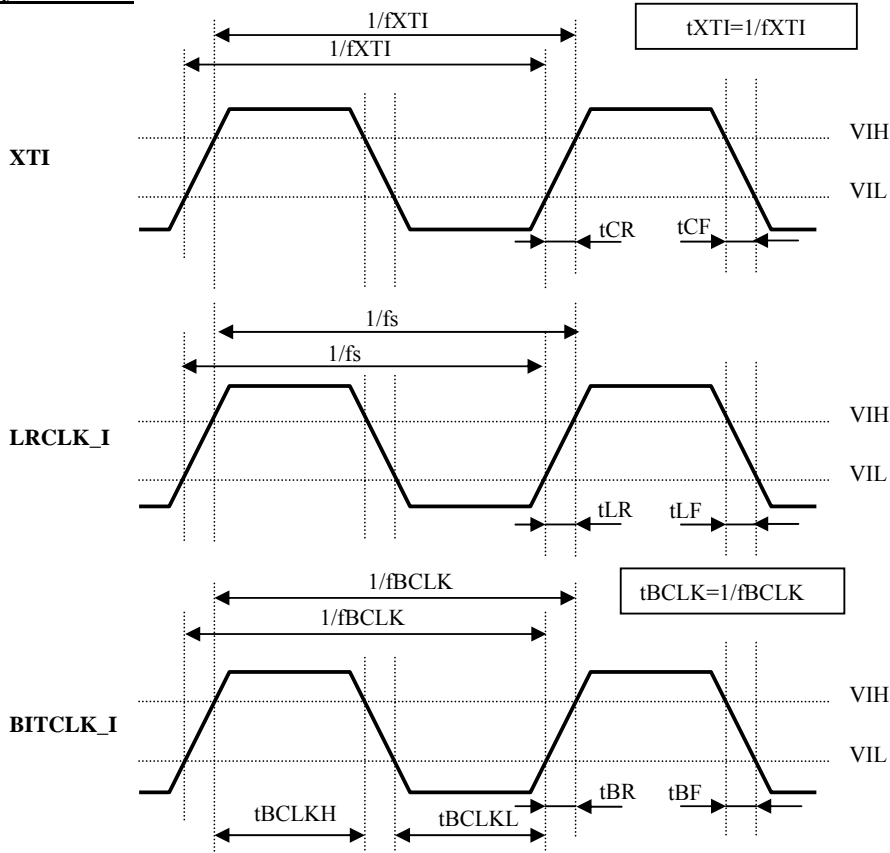 1/fXTI
tXTI=1/fXTI
1/fXTI
VIH
XTI
VIL
tCR
tCF
1/fs
1/fs
VIH
LRCLK_I
VIL
tLR
tLF
1/fBCLK
tBCLK=1/fBCLK
1/fBCLK
VIH
BITCLK_I
VIL
tBR
tBF
tBCLKH
tBCLKL